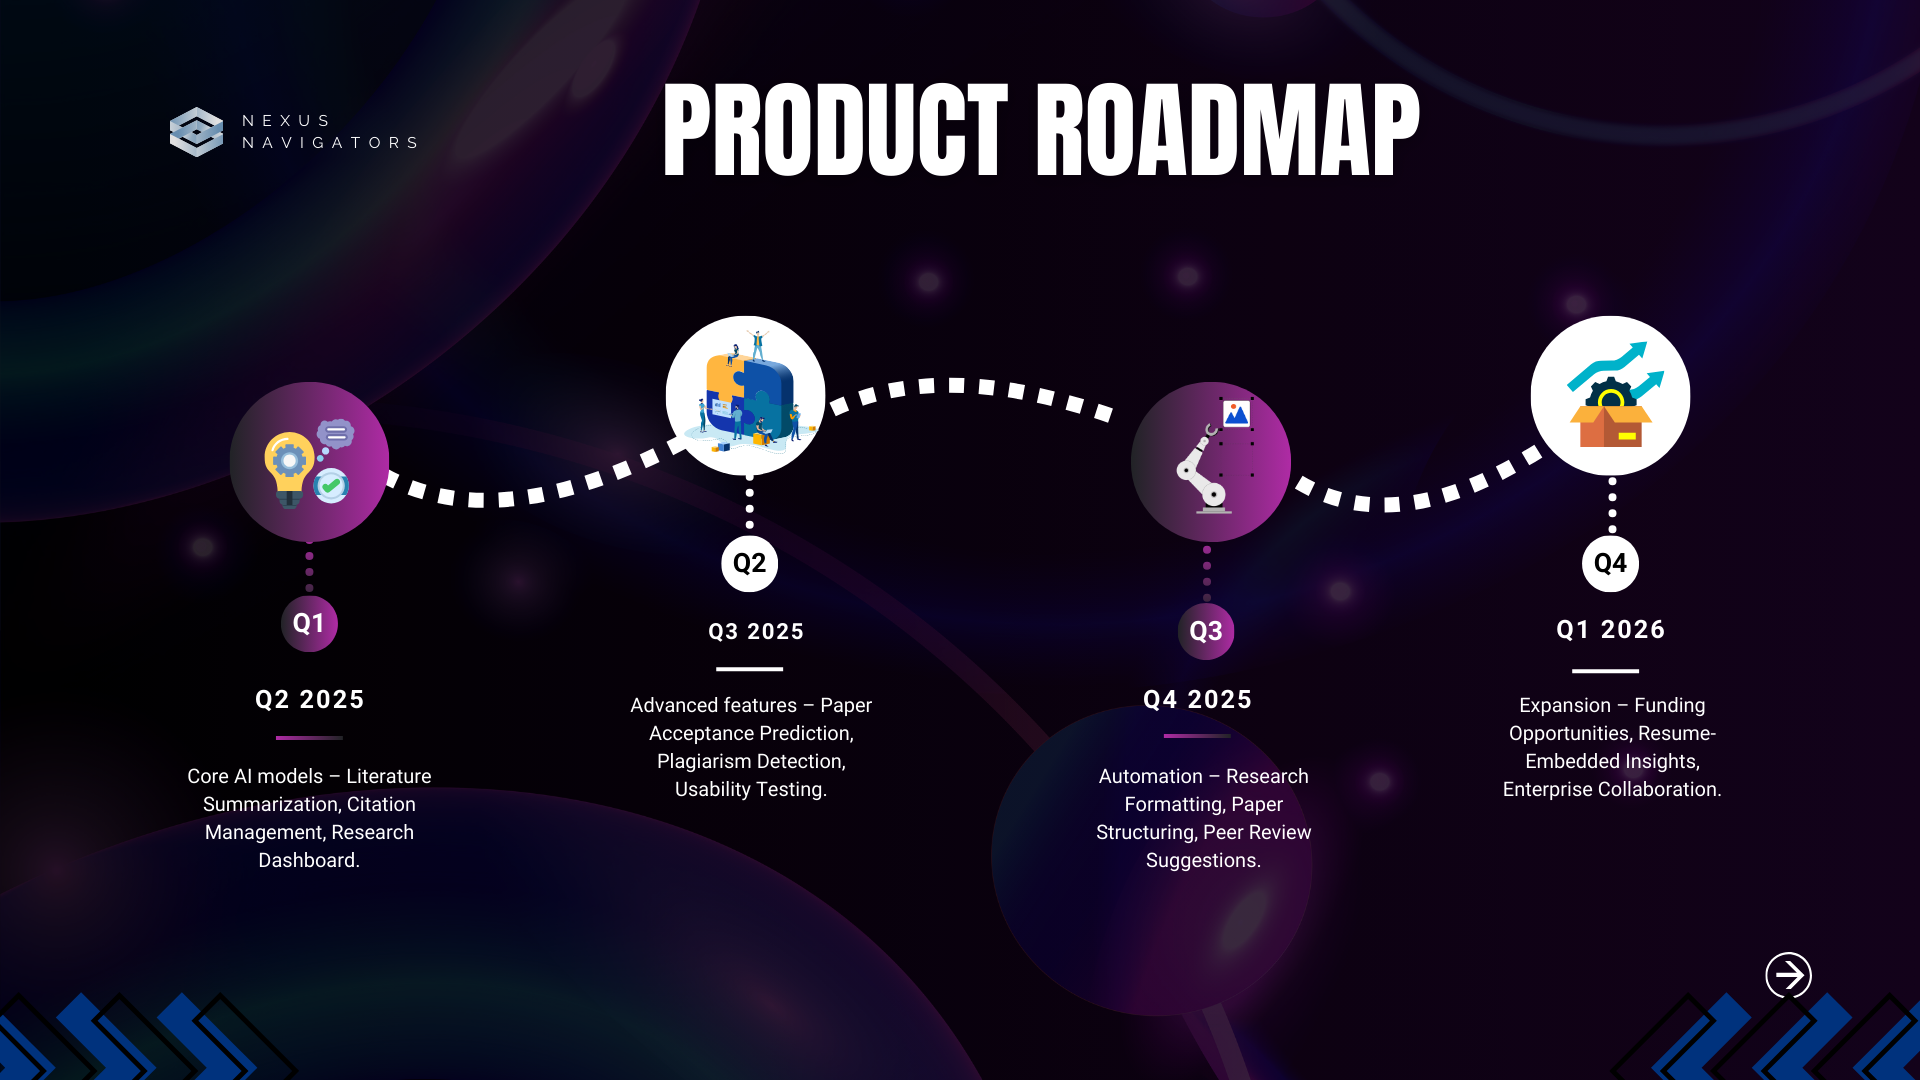 NEXUS
NAVIGATORS
PRODUCT ROADMAP
Q1
Q2 2025
Core AI models – Literature
Summarization, Citation
Management, Research
Dashboard.
Q2
Q3 2025
Advanced features – Paper
Acceptance Prediction,
Plagiarism Detection,
Usability Testing.
Q3
Q4 2025
Automation – Research
Formatting, Paper
Structuring, Peer Review
Suggestions.
Q4
Q1 2026
Expansion – Funding
Opportunities, Resume-
Embedded Insights,
Enterprise Collaboration.